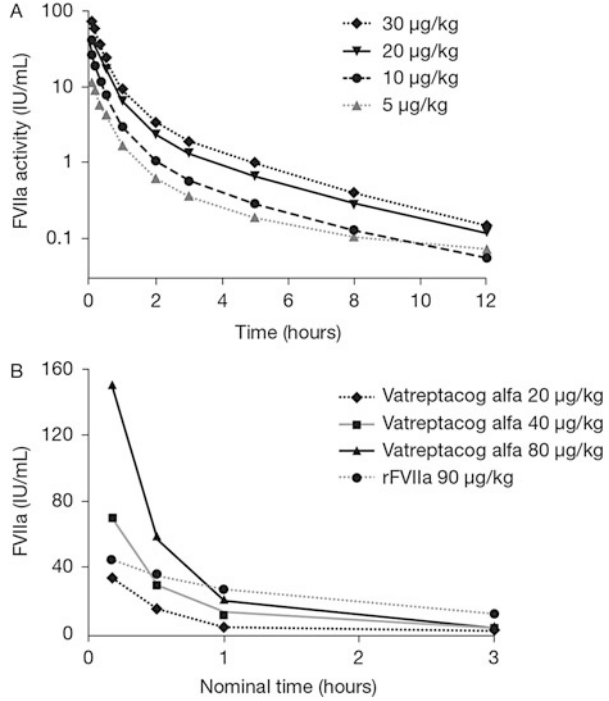 A
100
10
1
0.1
FVIIa activity (IU/mL)
30 µg/kg
20 µg/kg
10 µg/kg
5 µg/kg
0 2 4 6 8 10 12
Time (hours)
B
160
120
80
40
0
FVIIa (IU/mL)
Vatreptacog alfa 20 µg/kg
Vatreptacog alfa 40 µg/kg
Vatreptacog alfa 80 µg/kg
rFVIIa 90 µg/kg
0 1 2 3
Nominal time (hours)